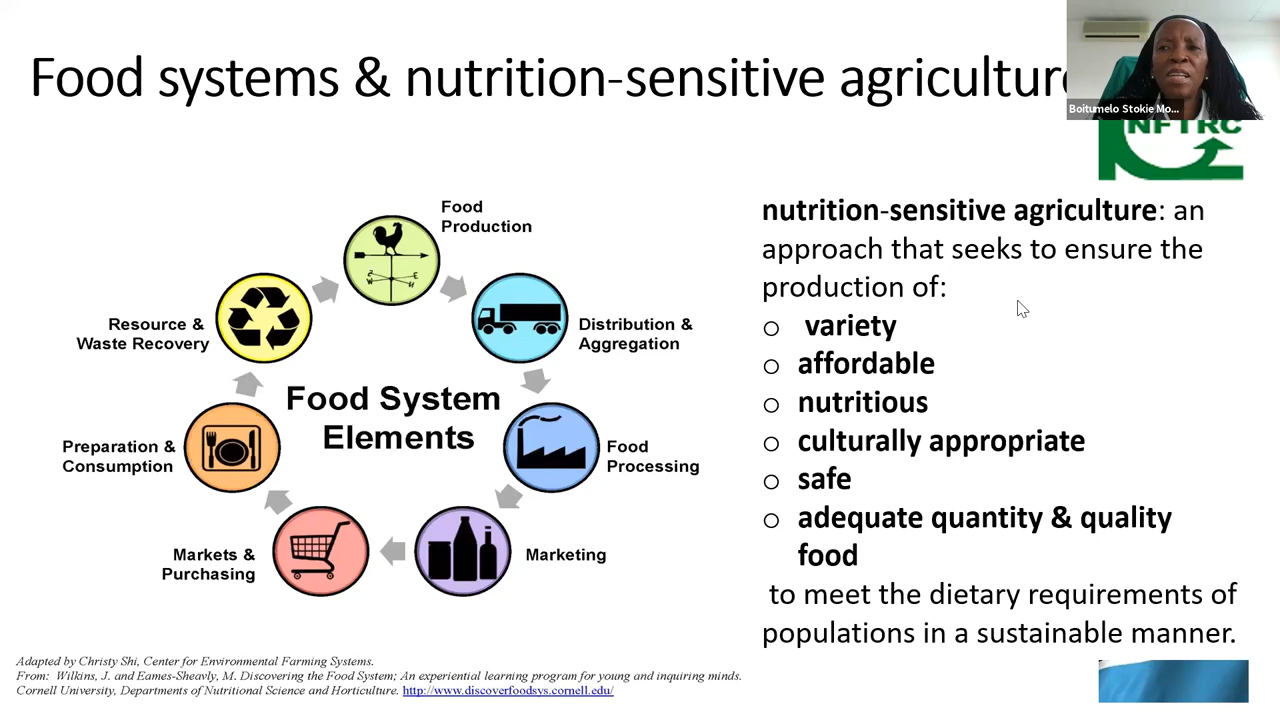 Food systems & nutrition-sensitive agriculture
Boitumelo Stokie Mo...
NFTRC
Food
Production
Distribution &
Aggregation
Food
Processing
Marketing
Markets &
Purchasing
Preparation &
Consumption
Resource &
Waste Recovery
Food System
Elements
nutrition-sensitive agriculture: an
approach that seeks to ensure the
production of:
o variety
o affordable
o nutritious
o culturally appropriate
o safe
o adequate quantity & quality
food
to meet the dietary requirements of
populations in a sustainable manner.
Adapted by Christy Shi, Center for Environmental Farming Systems.
From: Wilkins, J. and Eames-Sheavly, M. Discovering the Food System; An experiential learning program for young and inquiring minds.
Cornell University, Departments of Nutritional Science and Horticulture. http://www.discoverfoodsys.cornell.edu/